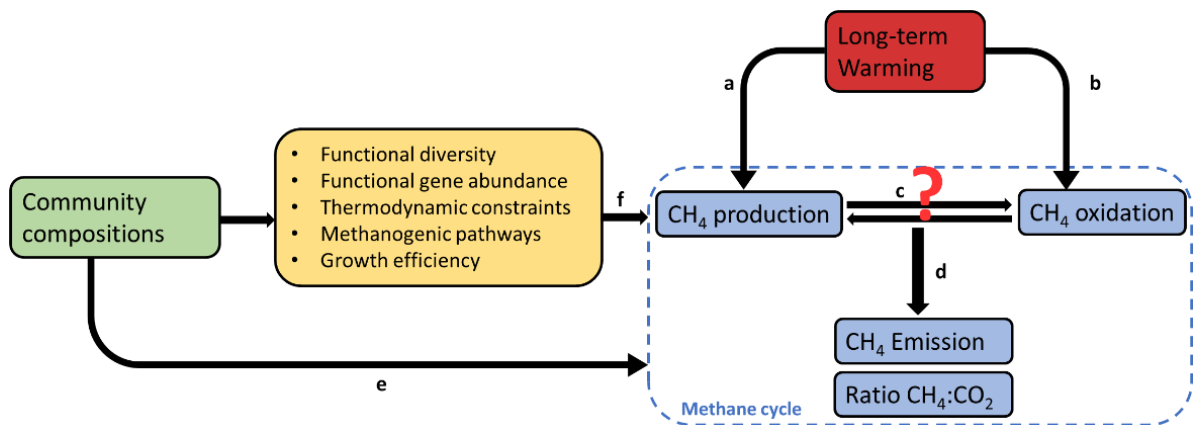 Long-term
Warming
a
b
Community
compositions
• Functional diversity
• Functional gene abundance
• Thermodynamic constraints
• Methanogenic pathways
• Growth efficiency
f
CH₄ production
c
?
CH₄ oxidation
d
CH₄ Emission
Ratio CH₄:CO₂
e
Methane cycle